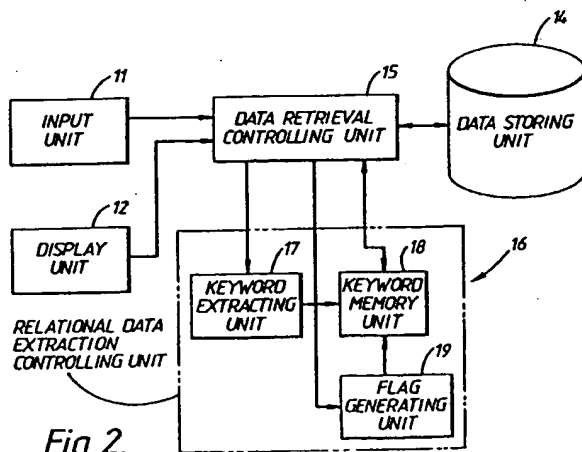 14
11
15
INPUT
UNIT
DATA RETRIEVAL
CONTROLLING UNIT
DATA STORING
UNIT
12
DISPLAY
UNIT
17
18
16
KEYWORD
EXTRACTING
UNIT
KEYWORD
MEMORY
UNIT
RELATIONAL DATA
EXTRACTION
CONTROLLING UNIT
19
FLAG
GENERATING
UNIT
Fig 2.